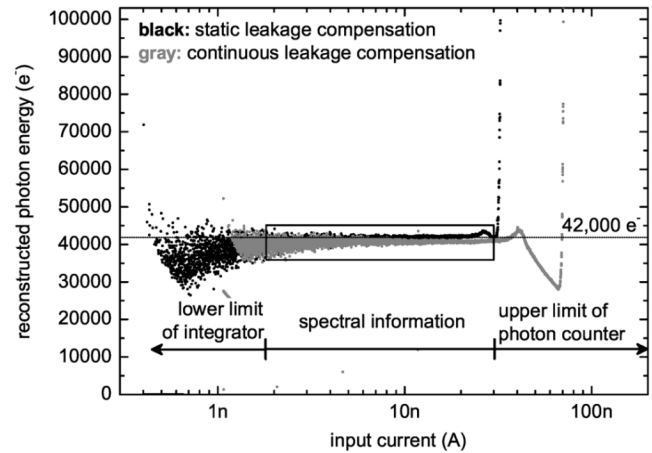 black: static leakage compensation
gray: continuous leakage compensation
reconstructed photon energy (e⁻)
100000
90000
80000
70000
60000
50000
40000
30000
20000
10000
0
42,000 e⁻
lower limit
of integrator
spectral information
upper limit of
photon counter
1n
10n
100n
input current (A)